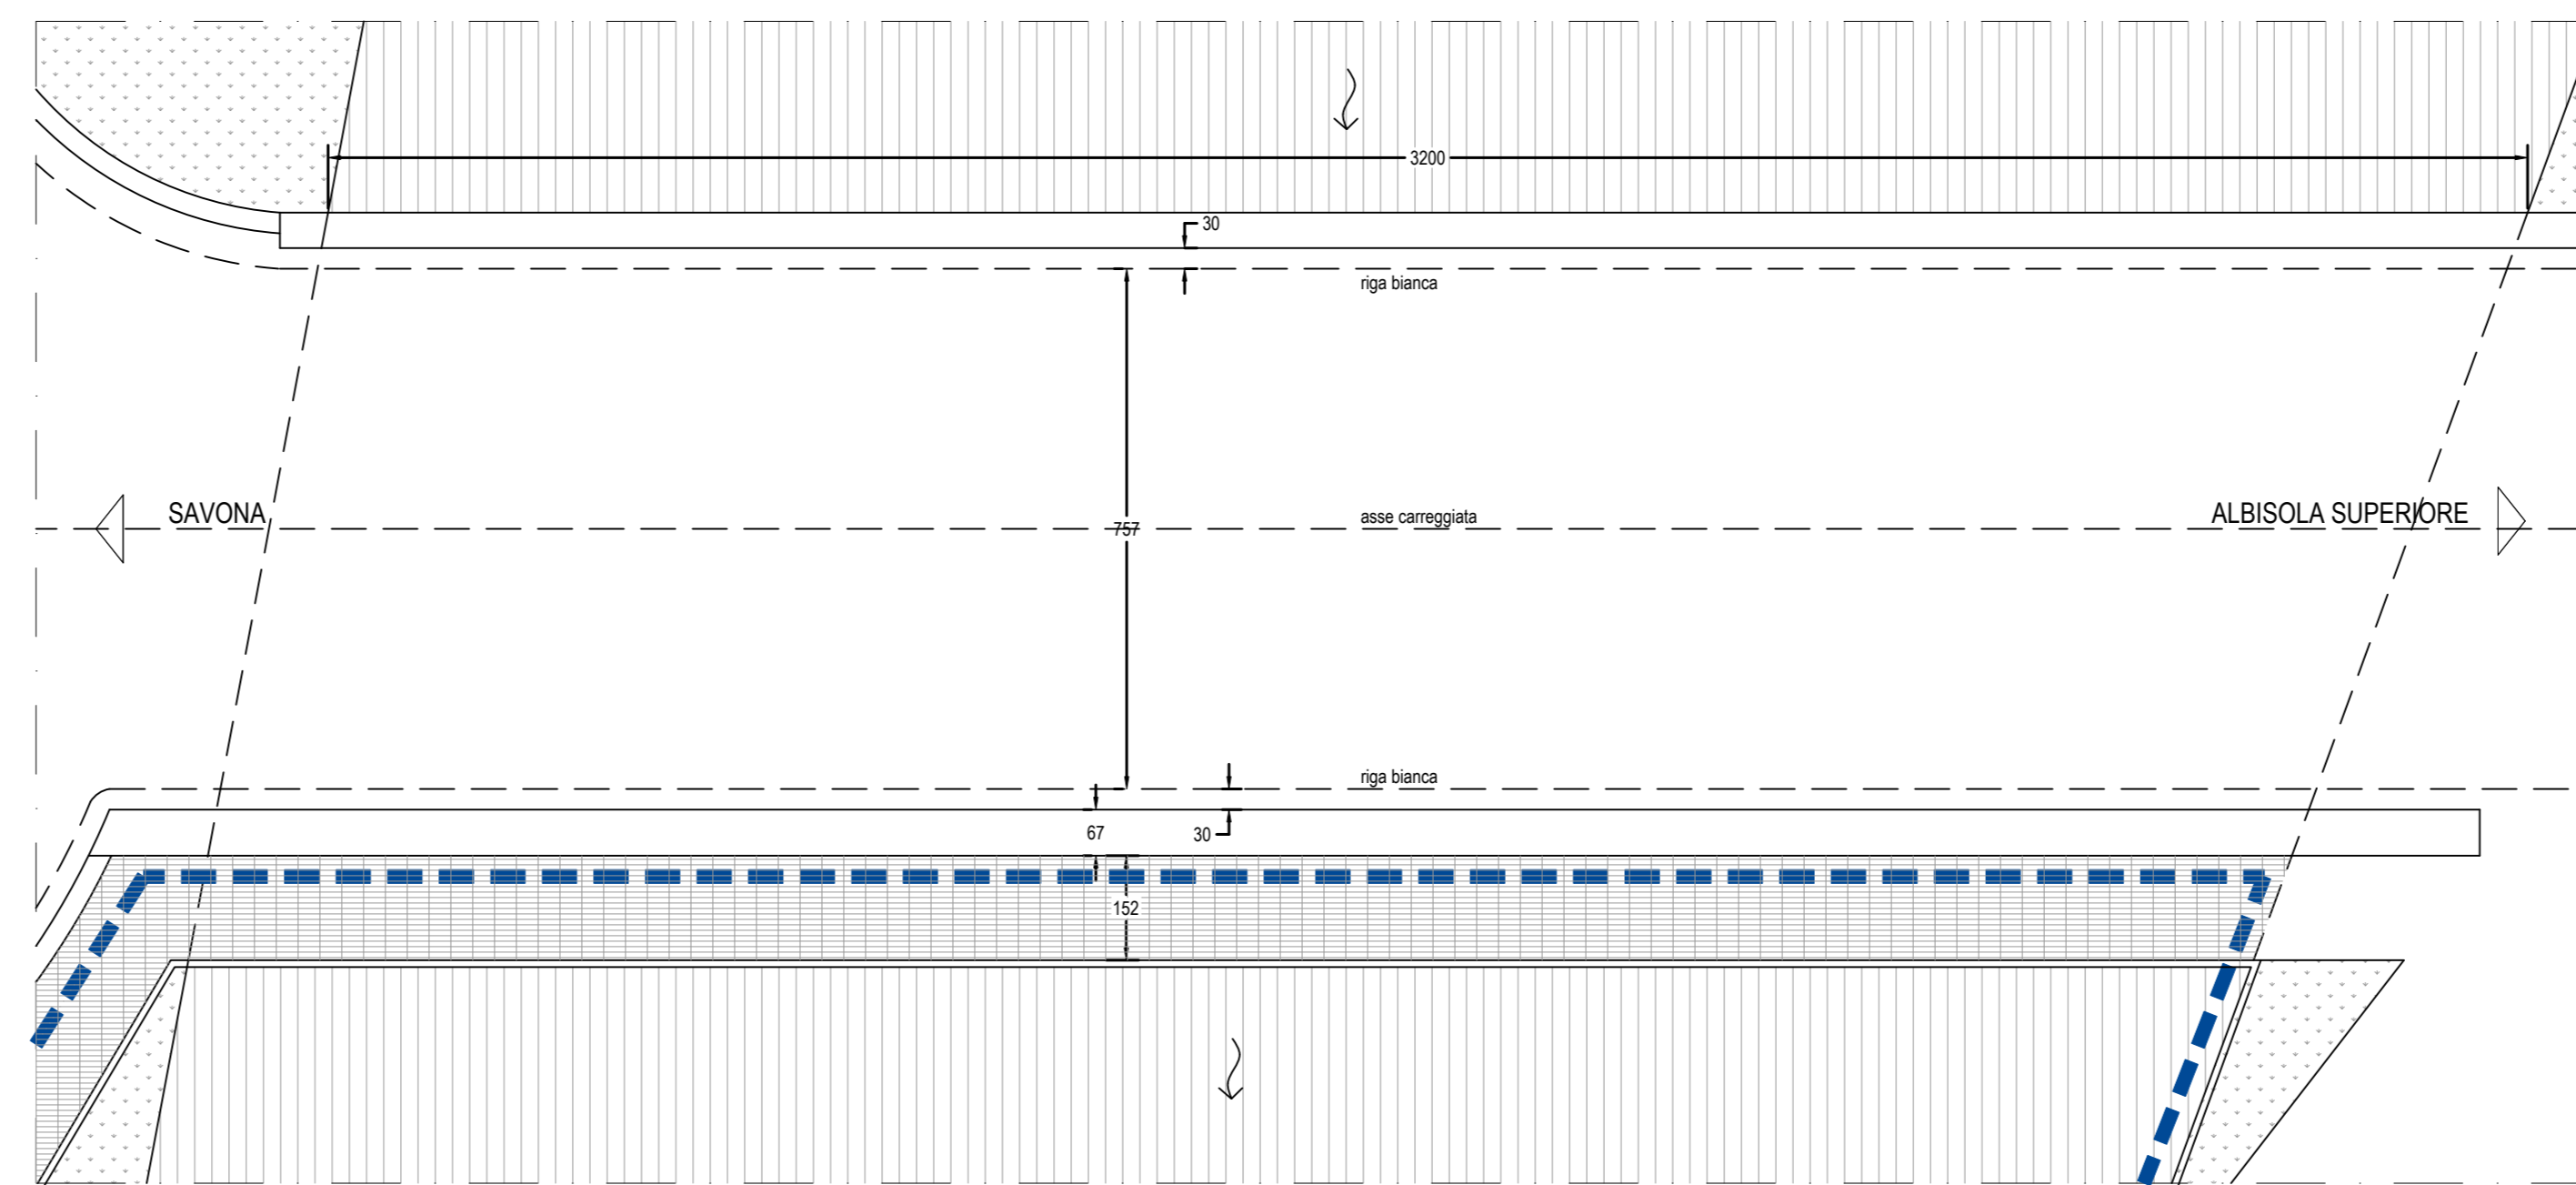 3200
30
riga bianca
SAVONA
asse carreggiata
ALBISOLA SUPERIORE
757
riga bianca
67
30
152